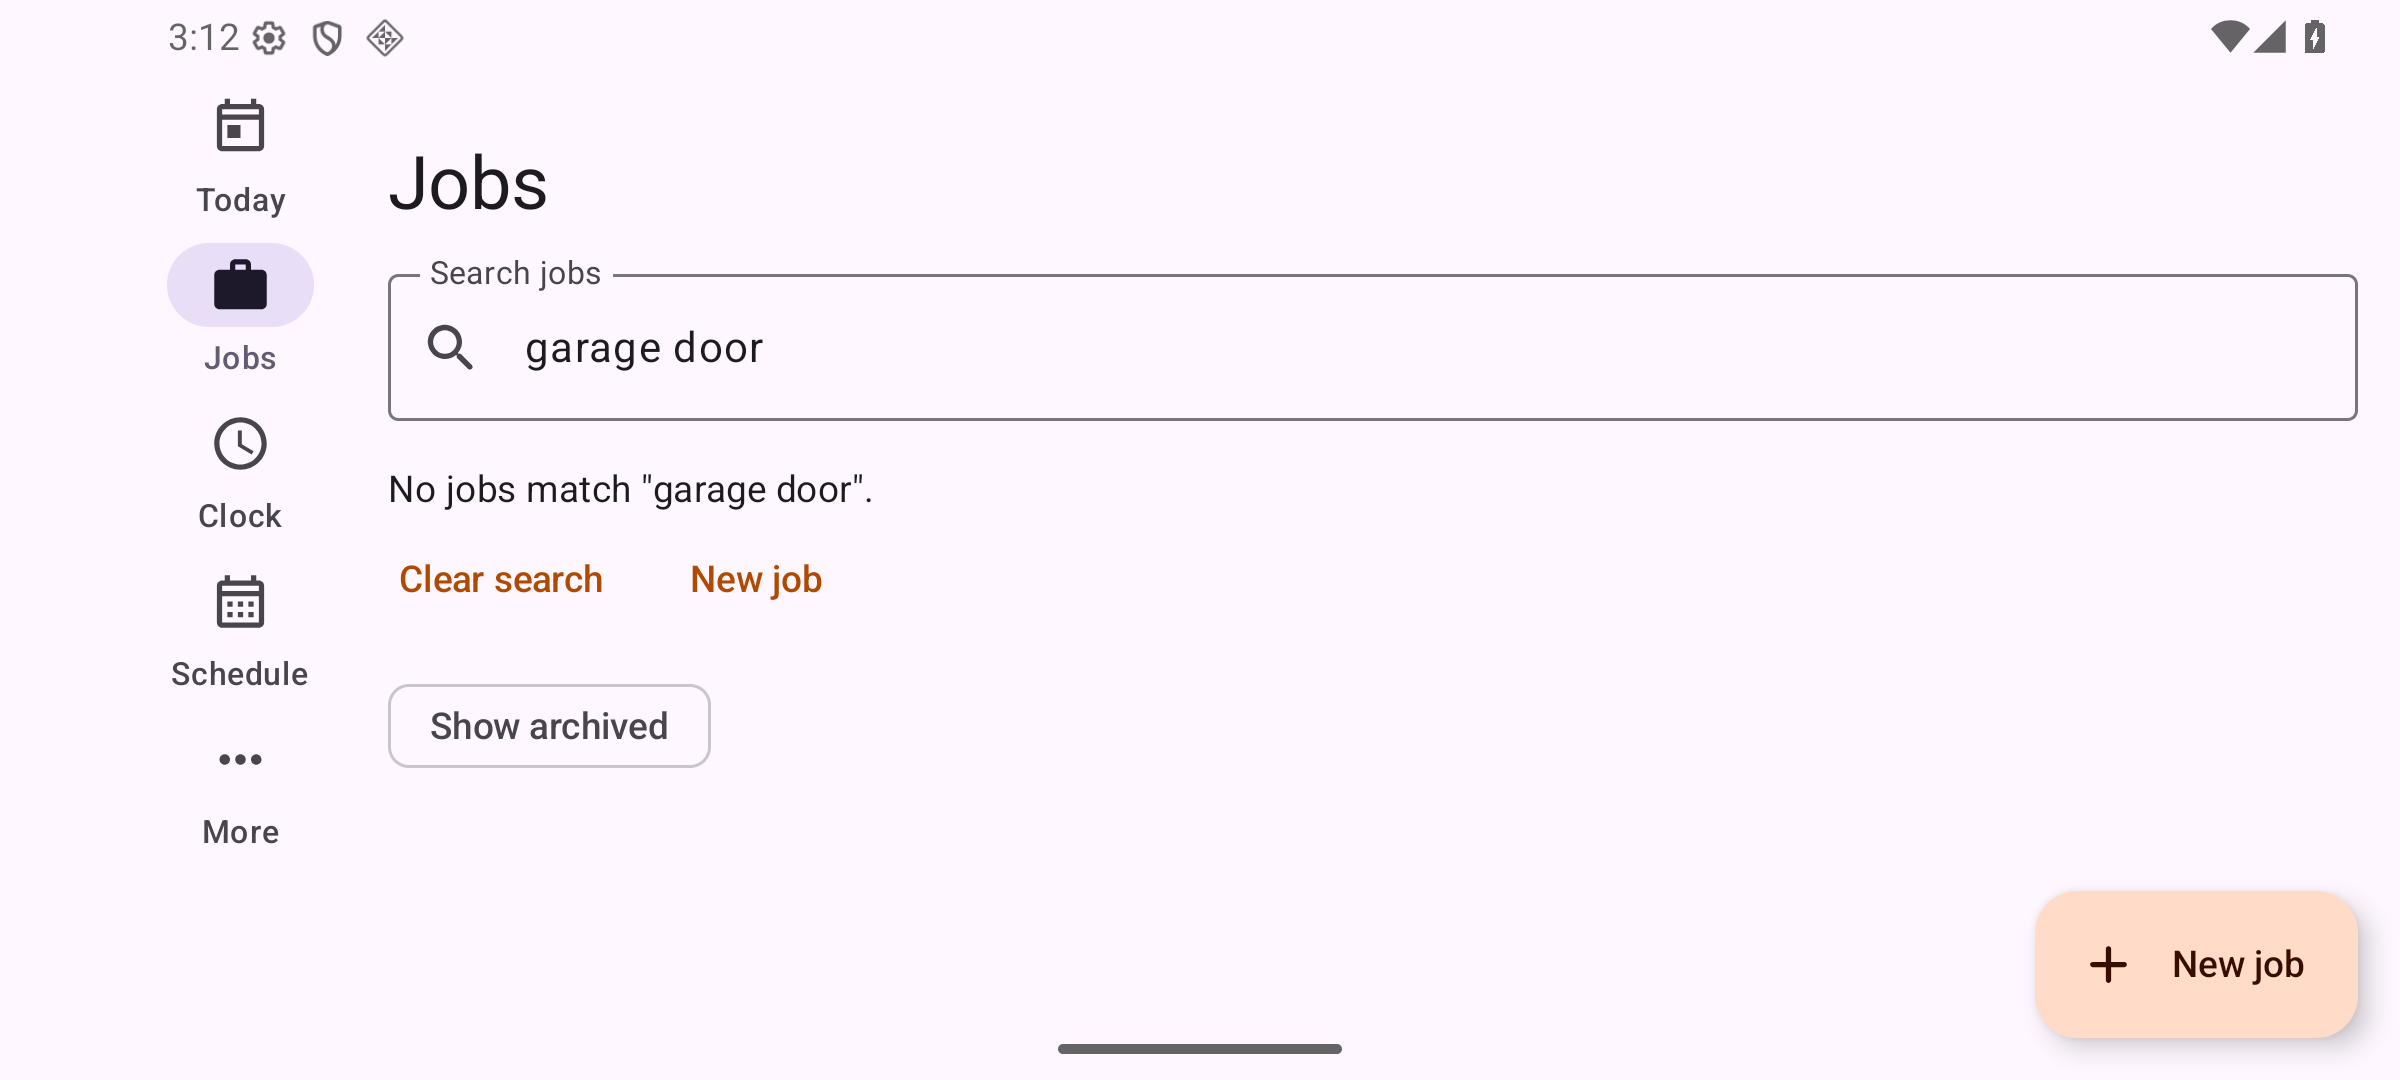 3:12
Today
Jobs
Clock
Schedule
More
Jobs
Search jobs
garage door
No jobs match "garage door".
Clear search New job
Show archived
New job